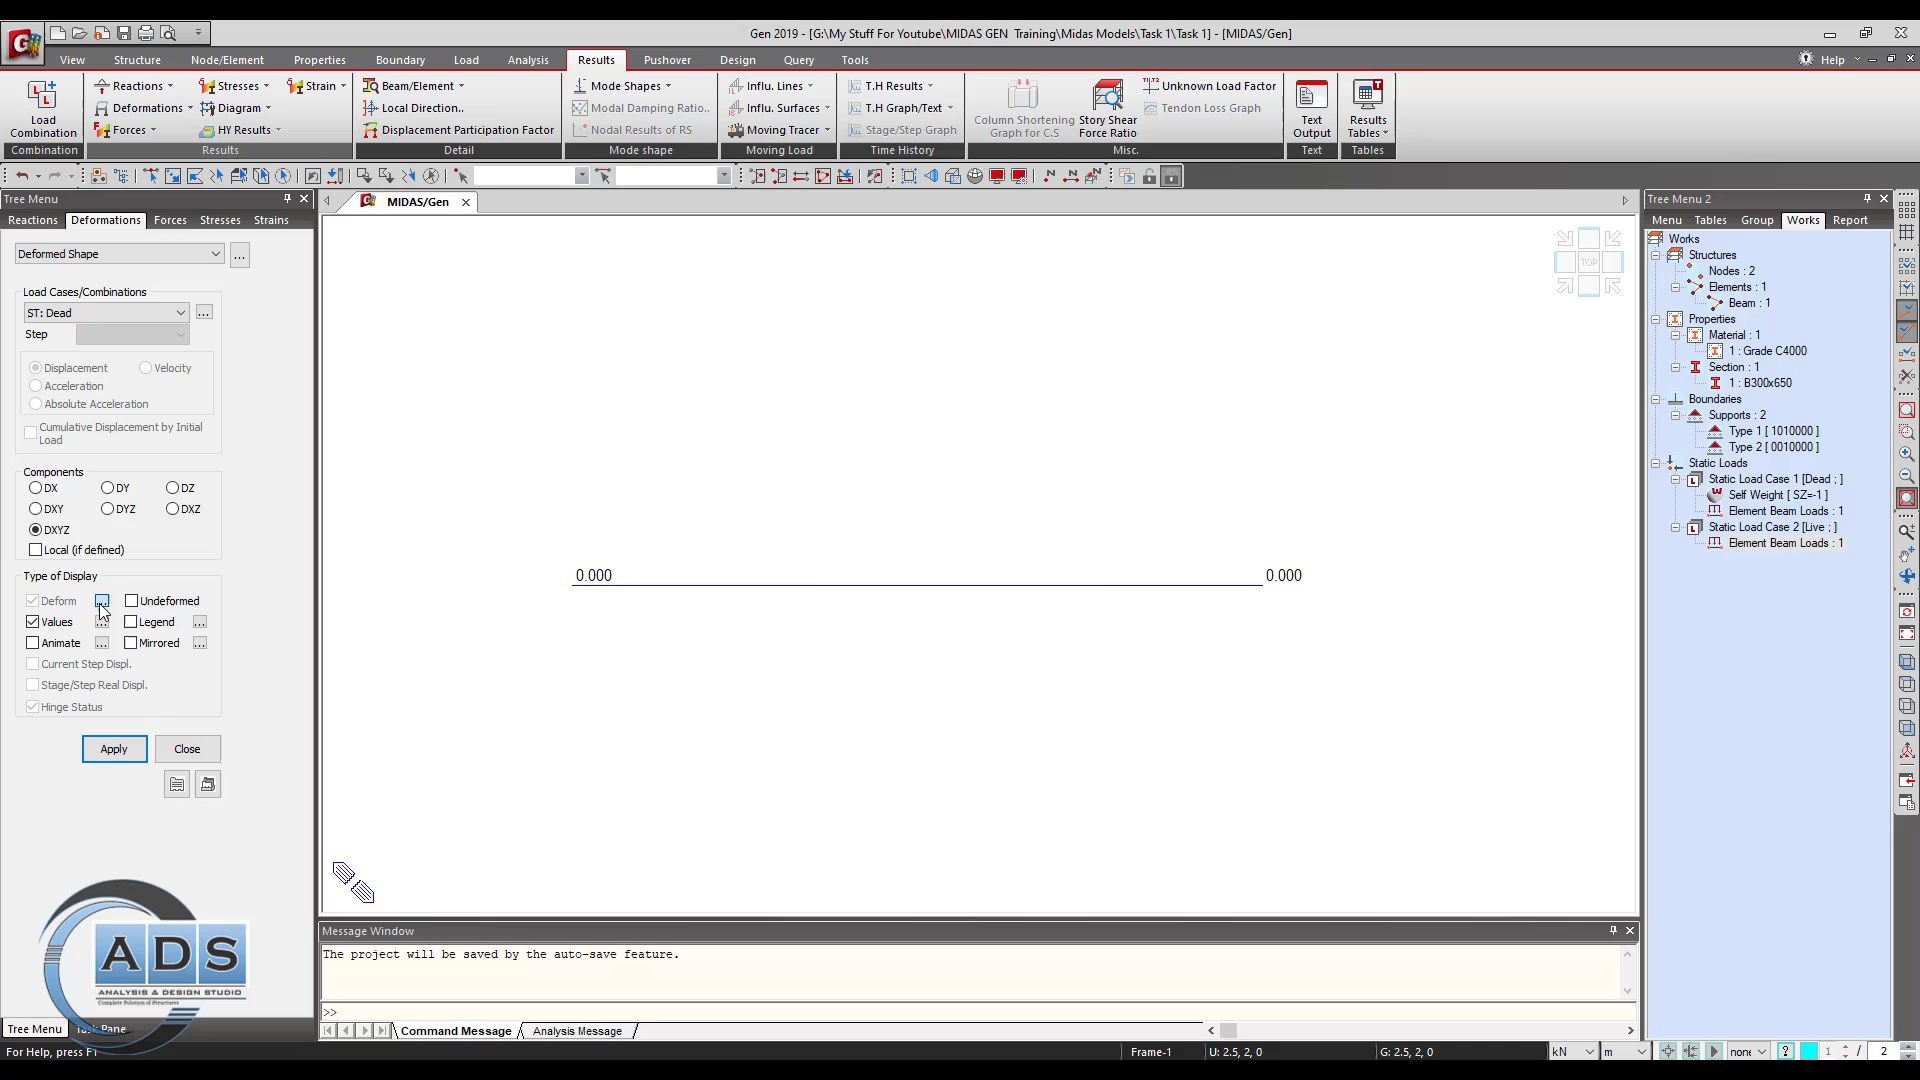 Gen 2019 - [G:\My Stuff For Youtube\MIDAS GEN  Training\Midas Models\Task 1\Task 1] - [MIDAS/Gen]
View Structure Node/Element Properties Boundary Load Analysis Results Pushover Design Query Tools Help
Load Combination
Reactions Stresses Strain
Deformations Diagram
Forces HY Results
Beam/Element
Local Direction..
Displacement Participation Factor
Mode Shapes
Modal Damping Ratio..
Nodal Results of RS
Influ. Lines
Influ. Surfaces
Moving Tracer
T.H Results
T.H Graph/Text
Stage/Step Graph
Column Shortening Graph for C.S
Story Shear Force Ratio
Unknown Load Factor
Tendon Loss Graph
Text Output
Results Tables
Combination Results Detail Mode shape Moving Load Time History Misc. Text Tables
Tree Menu
Reactions Deformations Forces Stresses Strains
Deformed Shape ...
Load Cases/Combinations
ST: Dead ...
Step
Displacement Velocity
Acceleration
Absolute Acceleration
Cumulative Displacement by Initial
Load
Components
DX DY DZ
DXY DYZ DXZ
DXYZ
Local (if defined)
Type of Display
Deform ... Undeformed
Values ... Legend ...
Animate ... Mirrored ...
Current Step Displ.
Stage/Step Real Displ.
Hinge Status
Apply Close
ADS
ANALYSIS & DESIGN STUDIO
Complete Solution of Structures
Tree Menu Task Pane
MIDAS/Gen
TOP
0.000 0.000
Message Window
The project will be saved by the auto-save feature.
>>
Command Message Analysis Message
Tree Menu 2
Menu Tables Group Works Report
Works
Structures
Nodes : 2
Elements : 1
Beam : 1
Properties
Material : 1
1 : Grade C4000
Section : 1
1 : B300x650
Boundaries
Supports : 2
Type 1 [ 1010000 ]
Type 2 [ 0010000 ]
Static Loads
Static Load Case 1 [Dead ; ]
Self Weight [ SZ=-1 ]
Element Beam Loads : 1
Static Load Case 2 [Live ; ]
Element Beam Loads : 1
For Help, press F1 Frame-1 U: 2.5, 2, 0 G: 2.5, 2, 0 kN m none ? 1 / 2